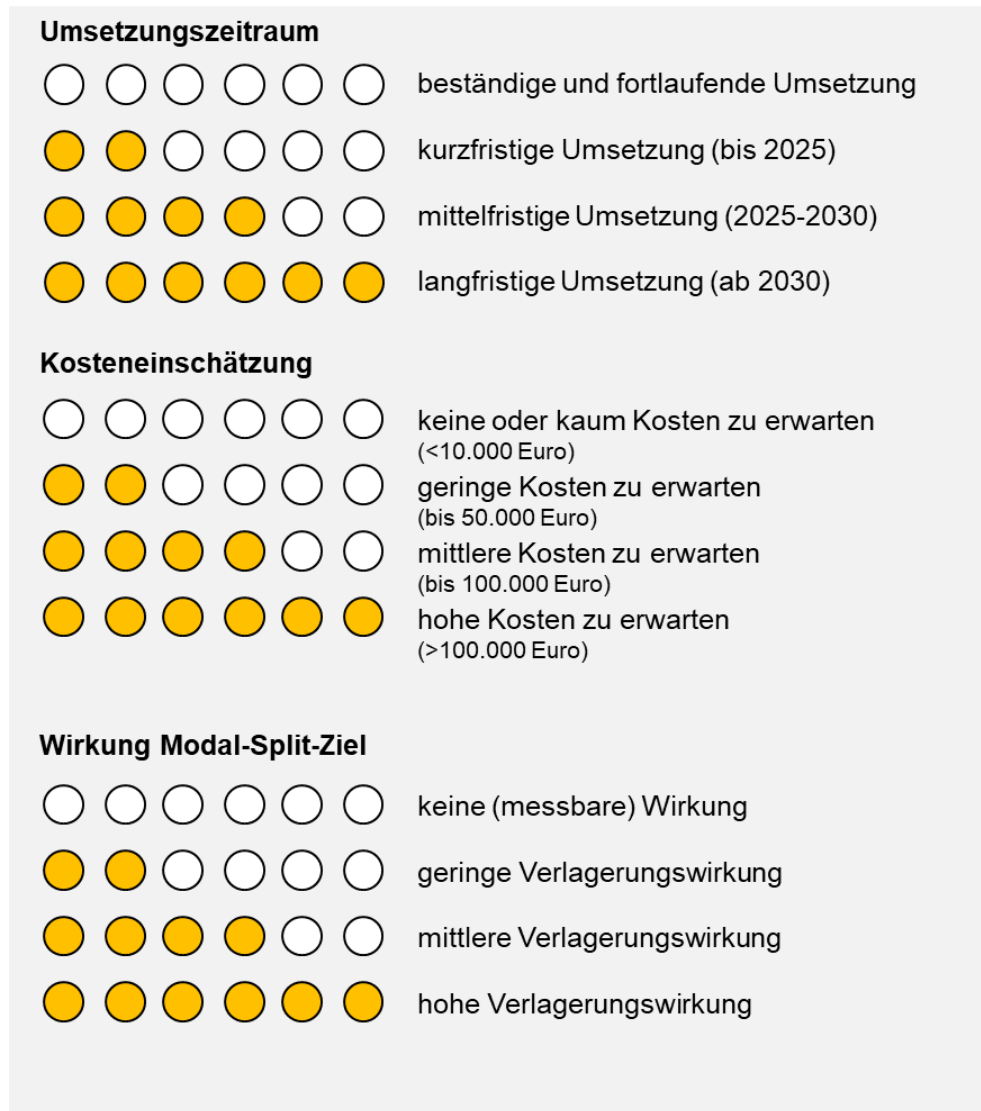 Umsetzungszeitraum
beständige und fortlaufende Umsetzung
kurzfristige Umsetzung (bis 2025)
mittelfristige Umsetzung (2025-2030)
langfristige Umsetzung (ab 2030)
Kosteneinschätzung
keine oder kaum Kosten zu erwarten
(<10.000 Euro)
geringe Kosten zu erwarten
(bis 50.000 Euro)
mittlere Kosten zu erwarten
(bis 100.000 Euro)
hohe Kosten zu erwarten
(>100.000 Euro)
Wirkung Modal-Split-Ziel
keine (messbare) Wirkung
geringe Verlagerungswirkung
mittlere Verlagerungswirkung
hohe Verlagerungswirkung